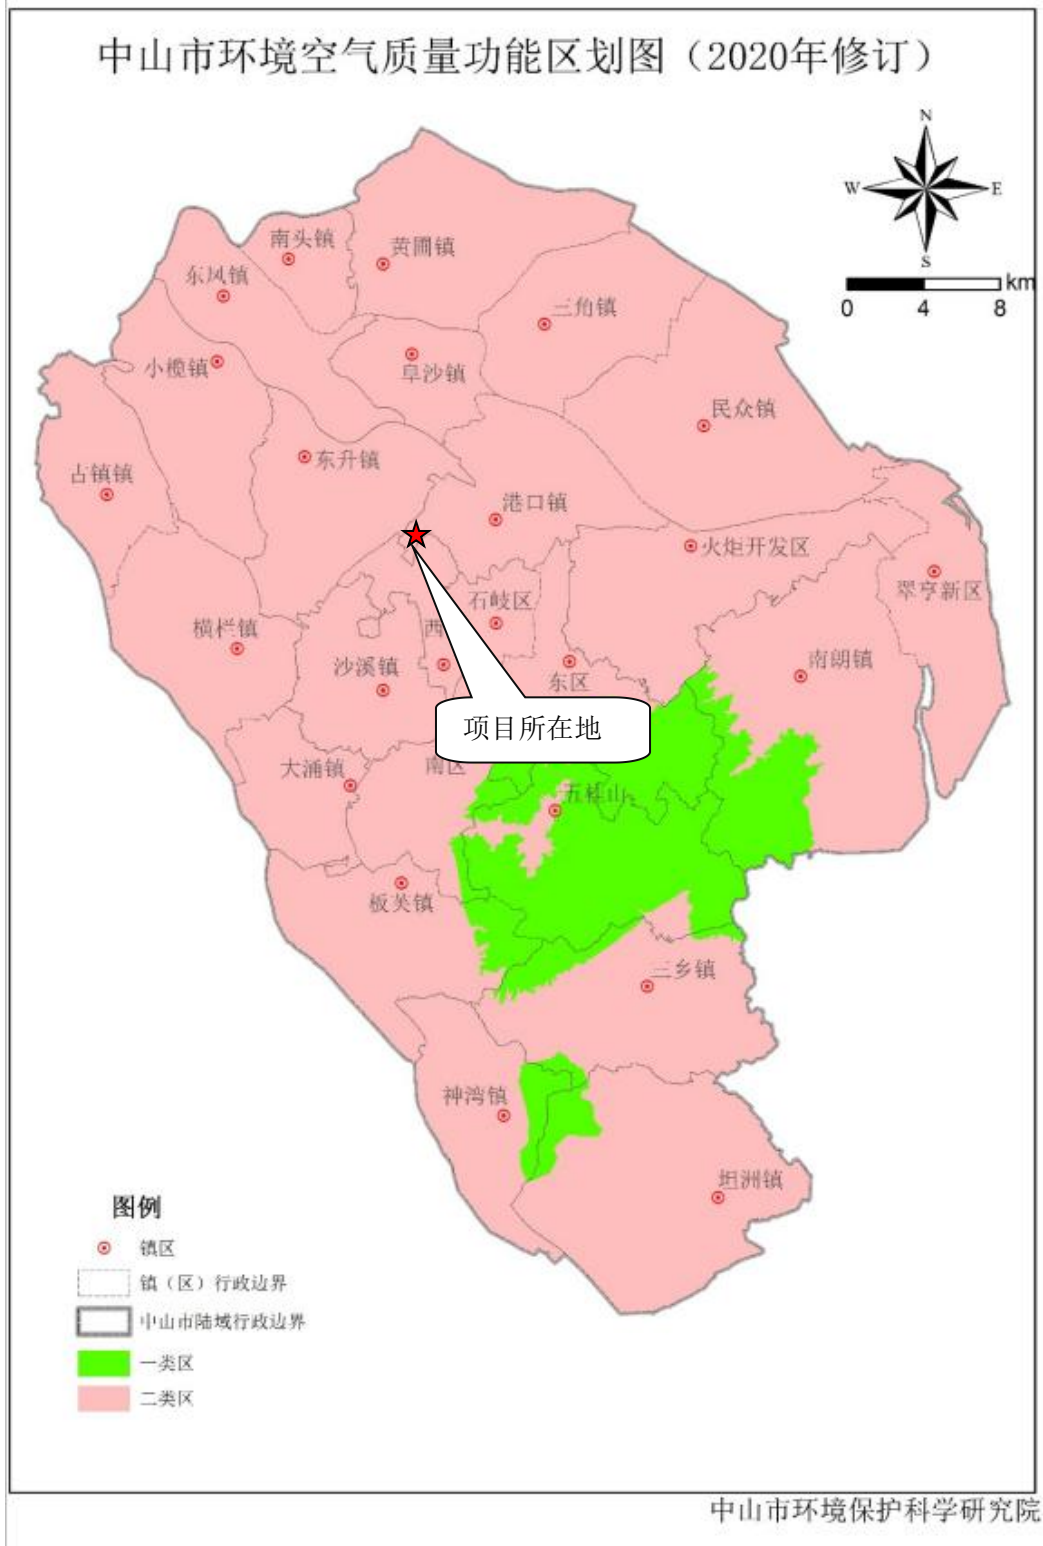 中山市环境空气质量功能区划图（2020年修订）
N
W
E
S
km
0 4 8
南头镇
黄圃镇
东凤镇
三角镇
小榄镇
阜沙镇
民众镇
东升镇
古镇镇
港口镇
火炬开发区
翠亨新区
石岐区
横栏镇
西
沙溪镇
南朗镇
东区
项目所在地
大涌镇
南区
五桂山
板芙镇
三乡镇
神湾镇
坦洲镇
图例
镇区
镇（区）行政边界
中山市陆域行政边界
一类区
二类区
中山市环境保护科学研究院